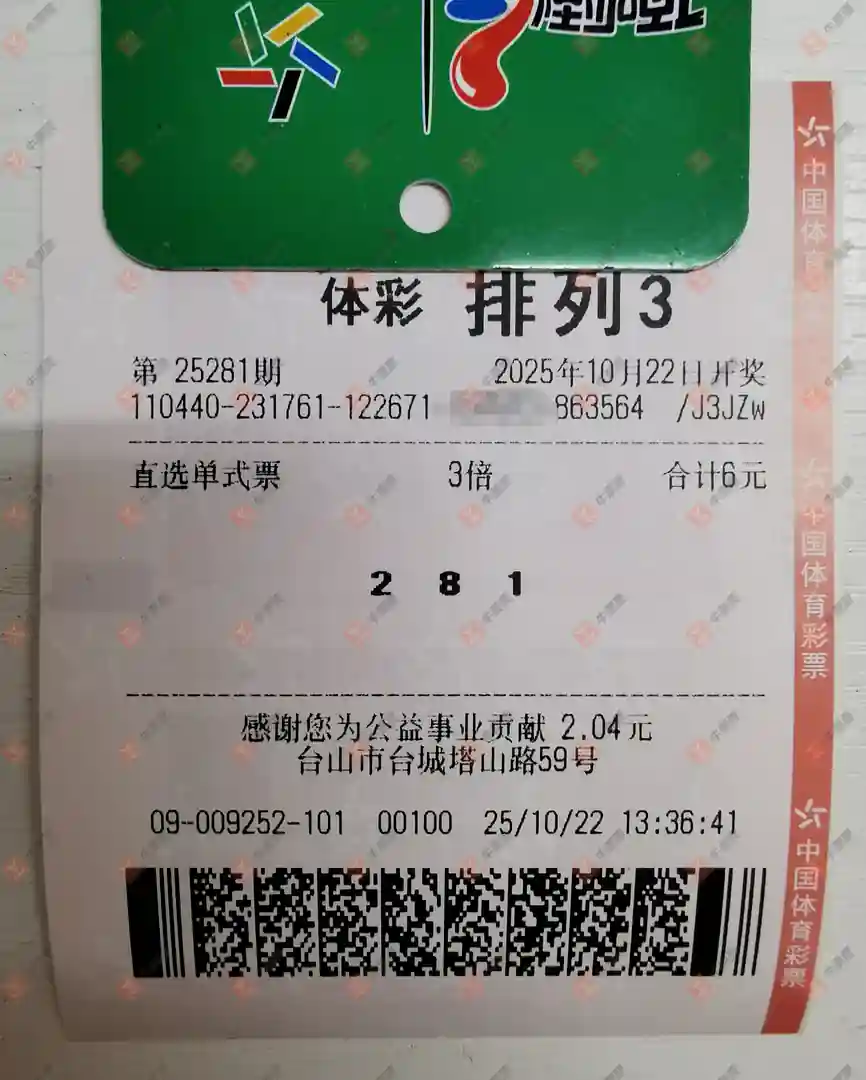 体彩 排列3
第 25281期 2025年10月22日开奖
110440-231761-122671 863564 /J3JZW
直选单式票 3倍 合计6元
2 8 1
感谢您为公益事业贡献 2.04元
台山市台城塔山路59号
09-009252-101 00100 25/10/22 13:36:41
中国体育
中国体育彩票
中国体育彩票